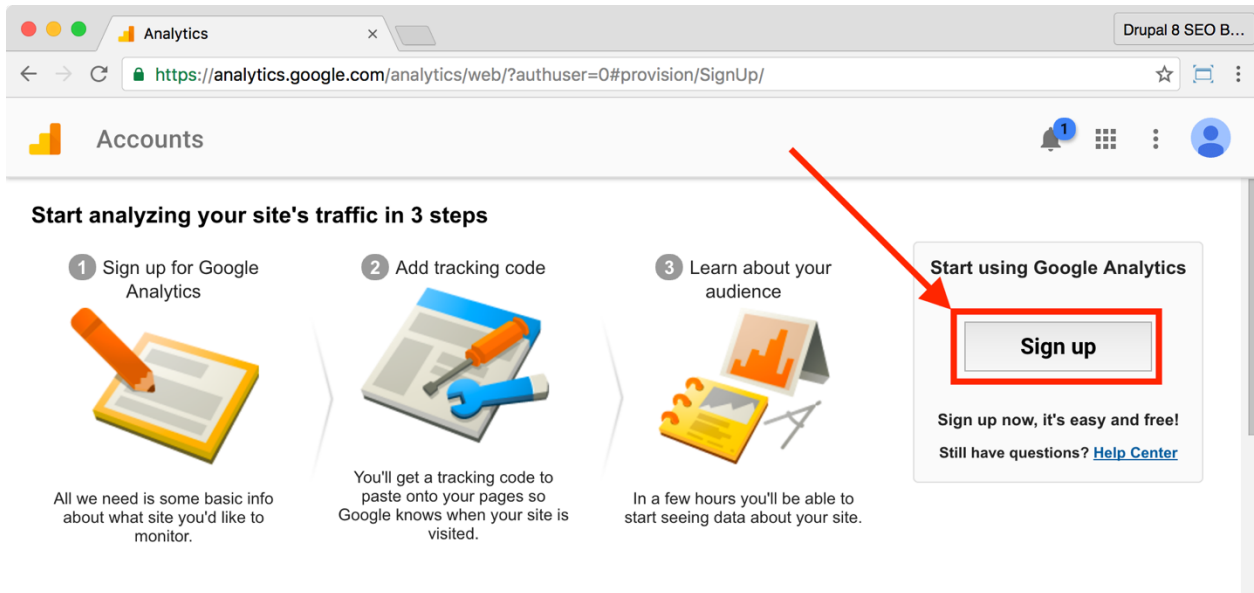 Analytics
Drupal 8 SEO B...
https://analytics.google.com/analytics/web/?authuser=0#provision/SignUp/
Accounts
1
Start analyzing your site's traffic in 3 steps
1 Sign up for Google
Analytics
All we need is some basic info
about what site you'd like to
monitor.
2 Add tracking code
You'll get a tracking code to
paste onto your pages so
Google knows when your site is
visited.
3 Learn about your
audience
In a few hours you'll be able to
start seeing data about your site.
Start using Google Analytics
Sign up
Sign up now, it's easy and free!
Still have questions? Help Center